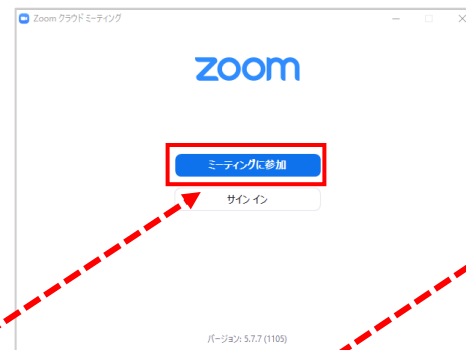 Zoom クラウドミーティング
zoom
ミーティングに参加
サイン イン
バージョン: 5.7.7 (1105)